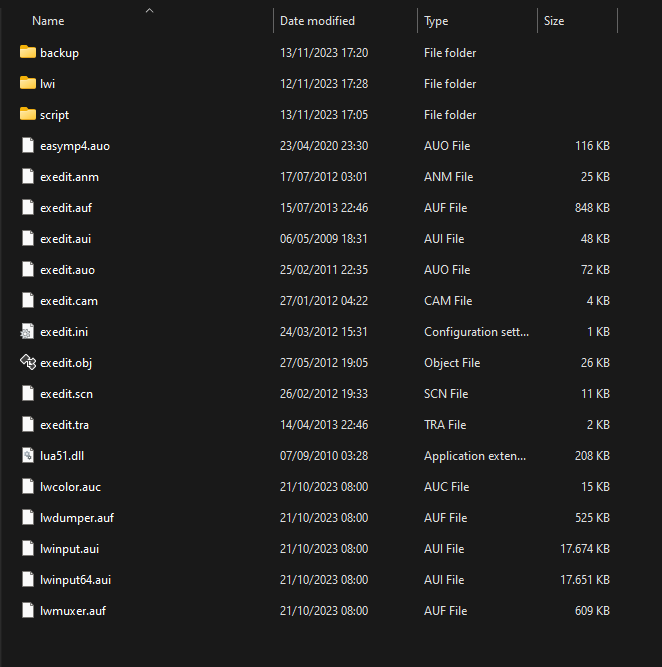 Name Date modified Type Size
backup 13/11/2023 17:20 File folder
lwi 12/11/2023 17:28 File folder
script 13/11/2023 17:05 File folder
easymp4.auo 23/04/2020 23:30 AUO File 116 KB
exedit.anm 17/07/2012 03:01 ANM File 25 KB
exedit.auf 15/07/2013 22:46 AUF File 848 KB
exedit.aui 06/05/2009 18:31 AUI File 48 KB
exedit.auo 25/02/2011 22:35 AUO File 72 KB
exedit.cam 27/01/2012 04:22 CAM File 4 KB
exedit.ini 24/03/2012 15:31 Configuration sett... 1 KB
exedit.obj 27/05/2012 19:05 Object File 26 KB
exedit.scn 26/02/2012 19:33 SCN File 11 KB
exedit.tra 14/04/2013 22:46 TRA File 2 KB
lua51.dll 07/09/2010 03:28 Application exten... 208 KB
lwcolor.auc 21/10/2023 08:00 AUC File 15 KB
lwdumper.auf 21/10/2023 08:00 AUF File 525 KB
lwinput.aui 21/10/2023 08:00 AUI File 17.674 KB
lwinput64.aui 21/10/2023 08:00 AUI File 17.651 KB
lwmuxer.auf 21/10/2023 08:00 AUF File 609 KB